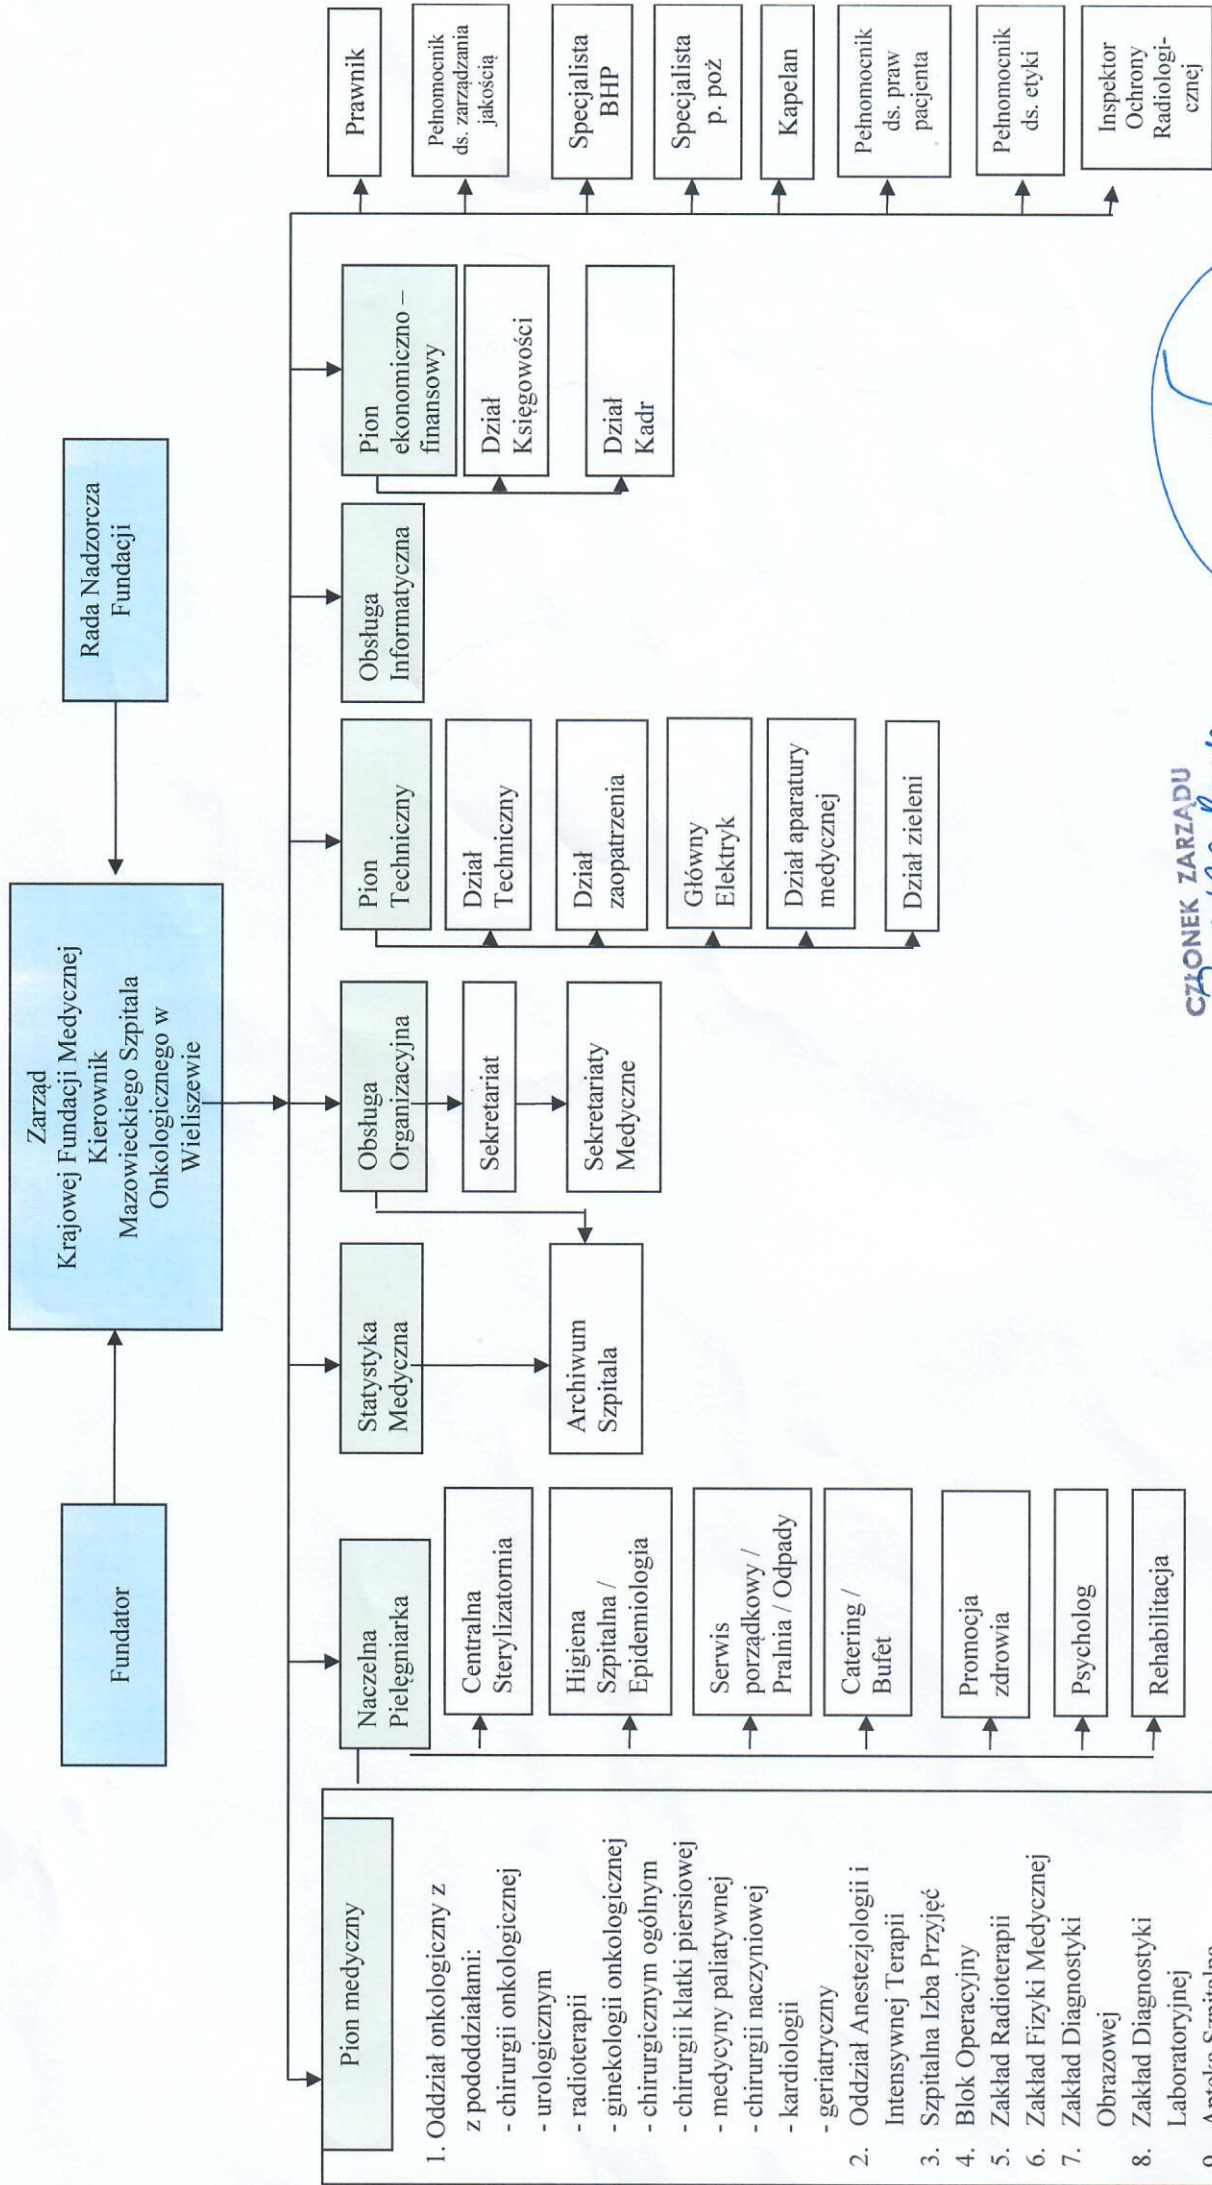 Zarząd
Krajowej Fundacji Medycznej
Kierownik
Mazowieckiego Szpitala
Onkologicznego w
Wieliszewie
Fundator
Rada Nadzorcza
Fundacji
Pion medyczny
1. Oddział onkologiczny z
z pododdziałami:
- chirurgii onkologicznej
- urologicznym
- radioterapii
- ginekologii onkologicznej
- chirurgicznym ogólnym
- chirurgii klatki piersiowej
- medycyny paliatywnej
- chirurgii naczyniowej
- kardiologii
- geriatryczny
2. Oddział Anestezjologii i
Intensywnej Terapii
3. Szpitalna Izba Przyjęć
4. Blok Operacyjny
5. Zakład Radioterapii
6. Zakład Fizyki Medycznej
7. Zakład Diagnostyki
Obrazowej
8. Zakład Diagnostyki
Laboratoryjnej
9. Apteka Szpitalna
Naczelna
Pielęgniarka
Centralna
Sterylizatornia
Higiena
Szpitalna /
Epidemiologia
Serwis
porządkowy /
Pralnia / Odpady
Catering /
Bufet
Promocja
zdrowia
Psycholog
Rehabilitacja
Statystyka
Medyczna
Archiwum
Szpitala
Obsługa
Organizacyjna
Sekretariat
Sekretariaty
Medyczne
Pion
Techniczny
Dział
Techniczny
Dział
zaopatrzenia
Główny
Elektryk
Dział aparatury
medycznej
Dział zieleni
Obsługa
Informatyczna
Pion
ekonomiczno –
finansowy
Dział
Księgowości
Dział
Kadr
Prawnik
Pełnomocnik
ds. zarządzania
jakością
Specjalista
BHP
Specjalista
p. poż
Kapelan
Pełnomocnik
ds. praw
pacjenta
Pełnomocnik
ds. etyki
Inspektor
Ochrony
Radiologi-
cznej
CZŁONEK ZARZĄDU